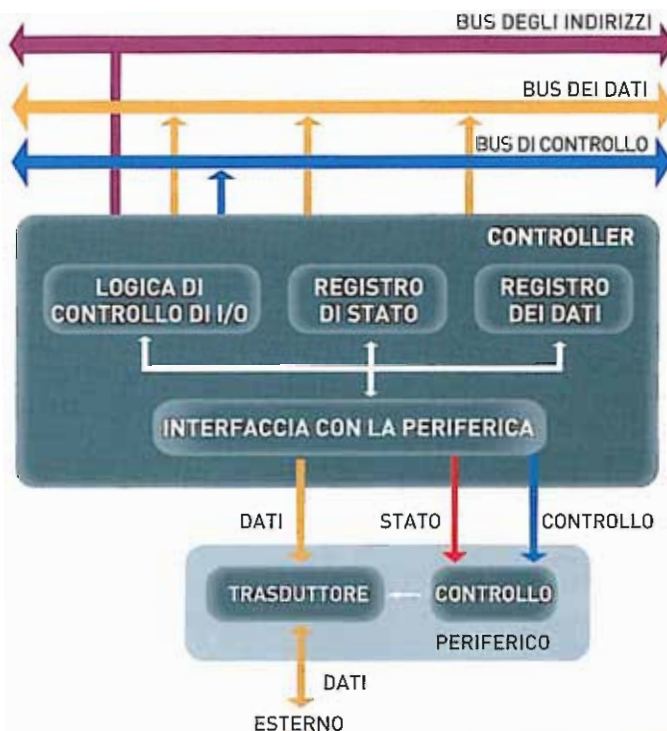 BUS DEGLI INDIRIZZI
BUS DEI DATI
BUS DI CONTROLLO
CONTROLLER
LOGICA DI
CONTROLLO DI I/O
REGISTRO
DI STATO
REGISTRO
DEI DATI
INTERFACCIA CON LA PERIFERICA
DATI
STATO
CONTROLLO
TRASDUTTORE
CONTROLLO
PERIFERICO
DATI
ESTERNO